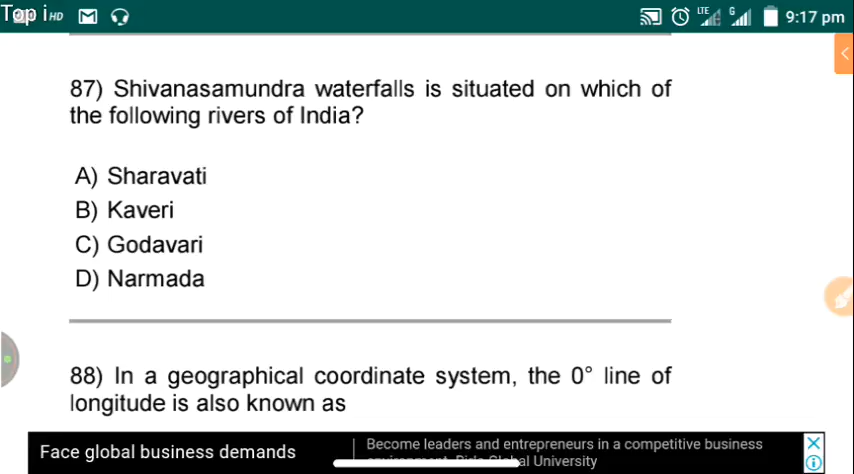 Top i HD
LTE
G
9:17 pm
87) Shivanasamundra waterfalls is situated on which of
the following rivers of India?
A) Sharavati
B) Kaveri
C) Godavari
D) Narmada
88) In a geographical coordinate system, the 0° line of
longitude is also known as
Face global business demands
Become leaders and entrepreneurs in a competitive business
University